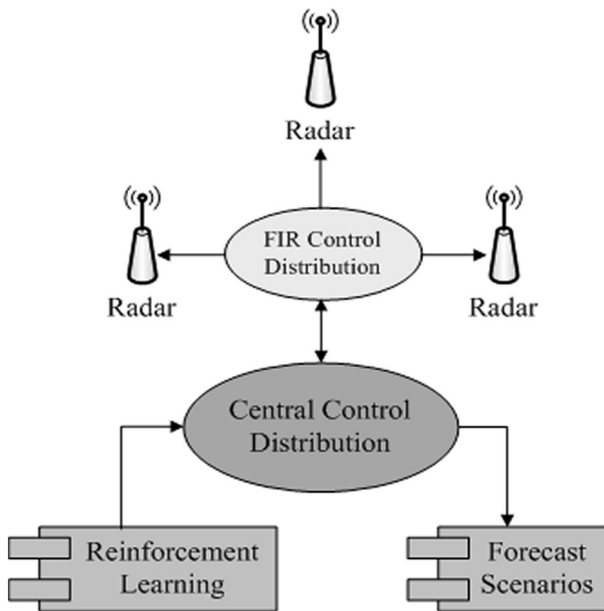 Radar
FIR Control
Distribution
Radar
Radar
Central Control
Distribution
Reinforcement
Learning
Forecast
Scenarios